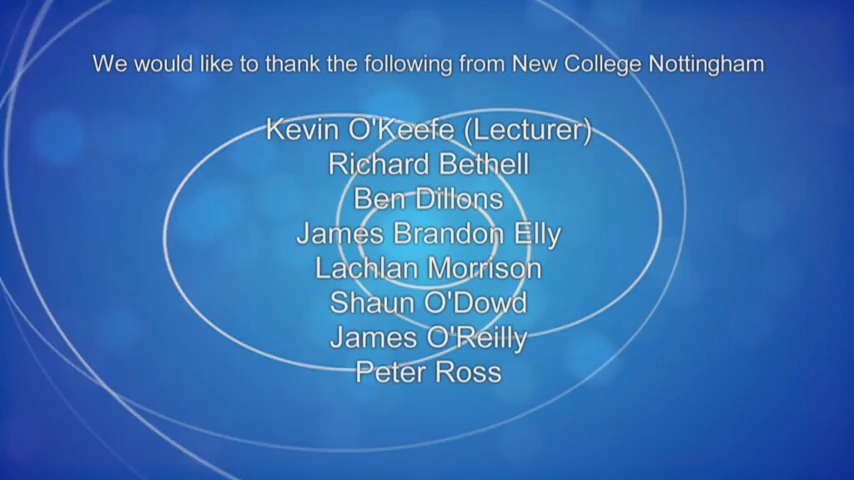 We would like to thank the following from New College Nottingham
Kevin O'Keefe (Lecturer)
Richard Bethell
Ben Dillons
James Brandon Elly
Lachlan Morrison
Shaun O'Dowd
James O'Reilly
Peter Ross